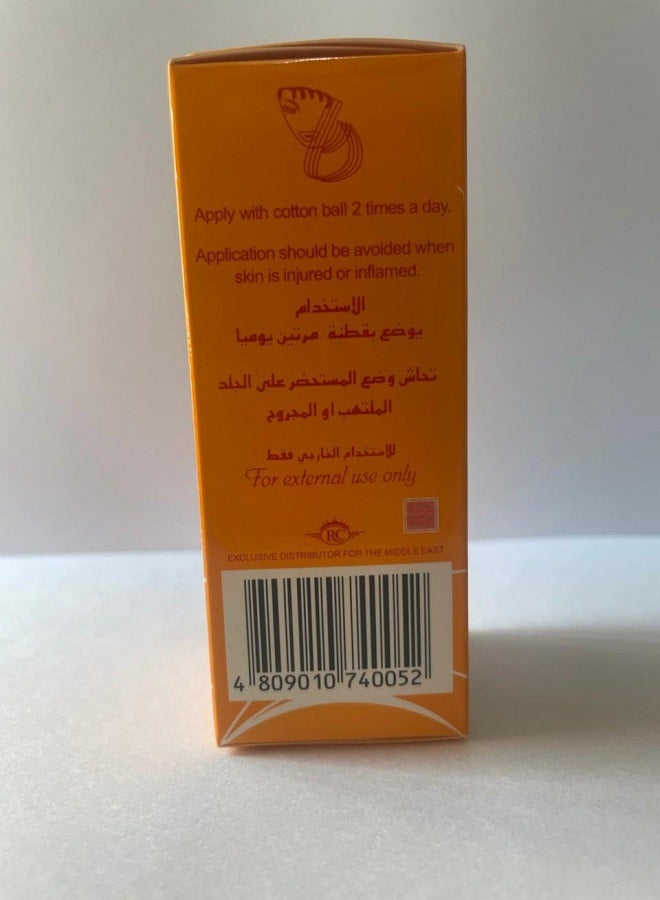 Apply with cotton ball 2 times a day.
Application should be avoided when
skin is injured or inflamed.
الاستخدام
يوضع بقطنة مرتين يوميا
تحاش وضع المستحضر على الجلد
الملتهب او المجروح
للاستخدام الخارجي فقط
For external use only
RC
EXCLUSIVE DISTRIBUTOR FOR THE MIDDLE EAST
4 809010 740052